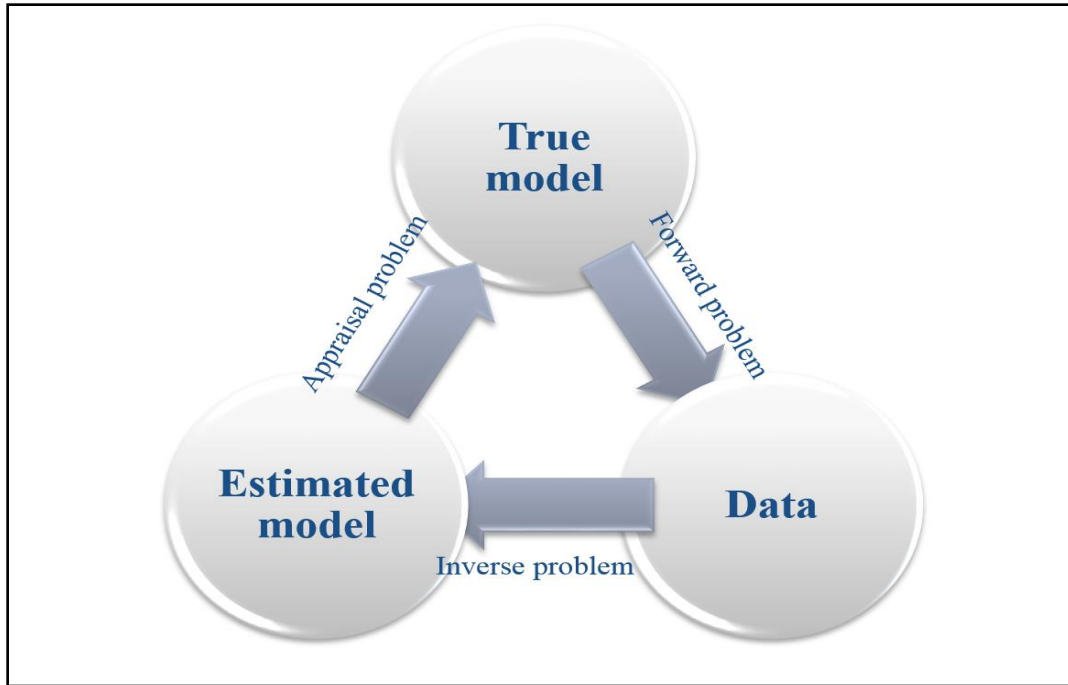 True
model
Appraisal problem
Forward problem
Estimated
model
Data
Inverse problem